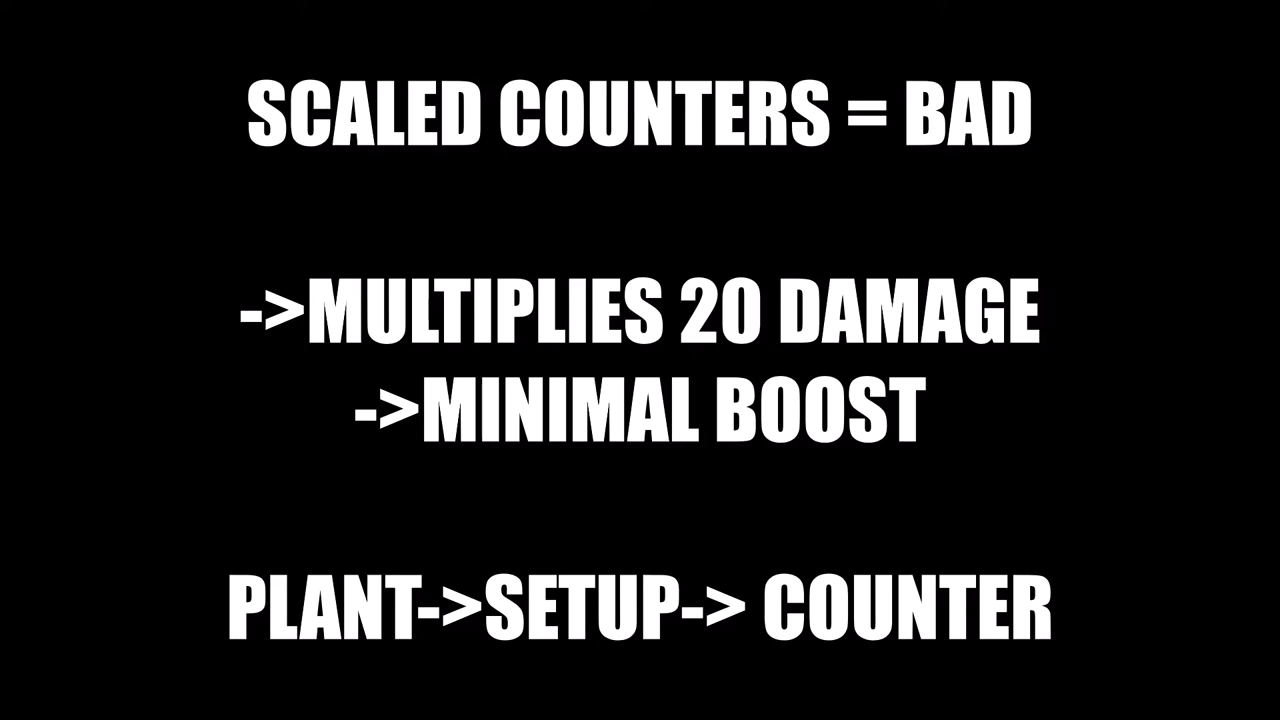 SCALED COUNTERS = BAD
->MULTIPLIES 20 DAMAGE
->MINIMAL BOOST
PLANT->SETUP-> COUNTER